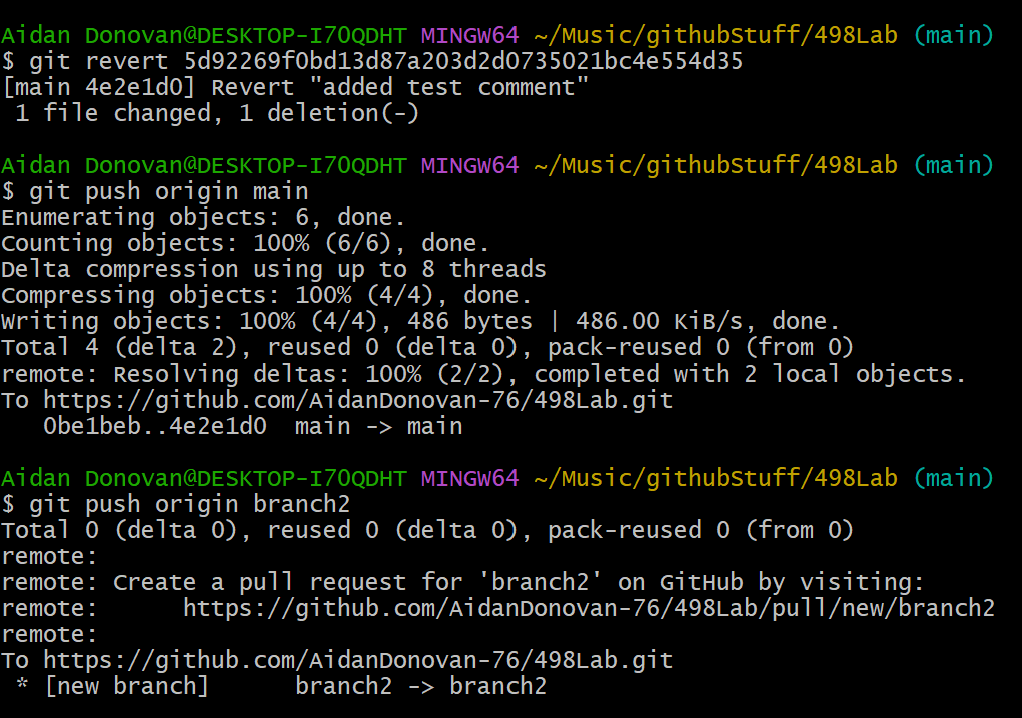 Aidan Donovan@DESKTOP-I70QDHT MINGW64 ~/Music/githubStuff/498Lab (main)
$ git revert 5d92269f0bd13d87a203d2d0735021bc4e554d35
[main 4e2e1d0] Revert "added test comment"
 1 file changed, 1 deletion(-)

Aidan Donovan@DESKTOP-I70QDHT MINGW64 ~/Music/githubStuff/498Lab (main)
$ git push origin main
Enumerating objects: 6, done.
Counting objects: 100% (6/6), done.
Delta compression using up to 8 threads
Compressing objects: 100% (4/4), done.
Writing objects: 100% (4/4), 486 bytes | 486.00 KiB/s, done.
Total 4 (delta 2), reused 0 (delta 0), pack-reused 0 (from 0)
remote: Resolving deltas: 100% (2/2), completed with 2 local objects.
To https://github.com/AidanDonovan-76/498Lab.git
   0be1beb..4e2e1d0  main -> main

Aidan Donovan@DESKTOP-I70QDHT MINGW64 ~/Music/githubStuff/498Lab (main)
$ git push origin branch2
Total 0 (delta 0), reused 0 (delta 0), pack-reused 0 (from 0)
remote:
remote: Create a pull request for 'branch2' on GitHub by visiting:
remote:      https://github.com/AidanDonovan-76/498Lab/pull/new/branch2
remote:
To https://github.com/AidanDonovan-76/498Lab.git
 * [new branch]      branch2 -> branch2